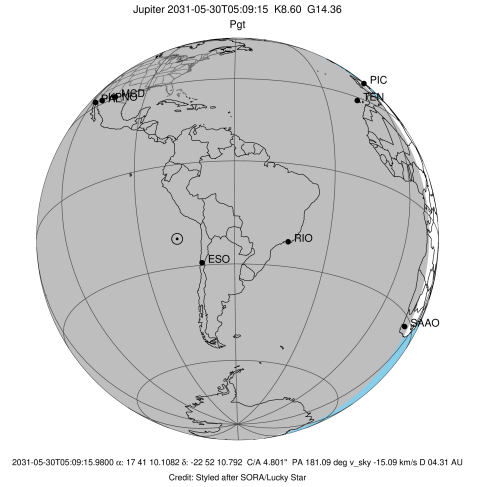 Jupiter 2031-05-30T05:09:15 K8.60 G14.36
Pgt
PIC
TEN
MCD
RIO
ESO
SAAO
2031-05-30T05:09:15.9800 α: 17 41 10.1082 δ: -22 52 10.792 C/A 4.801" PA 181.09 deg v_sky -15.09 km/s D 04.31 AU
Credit: Styled after SORA/Lucky Star